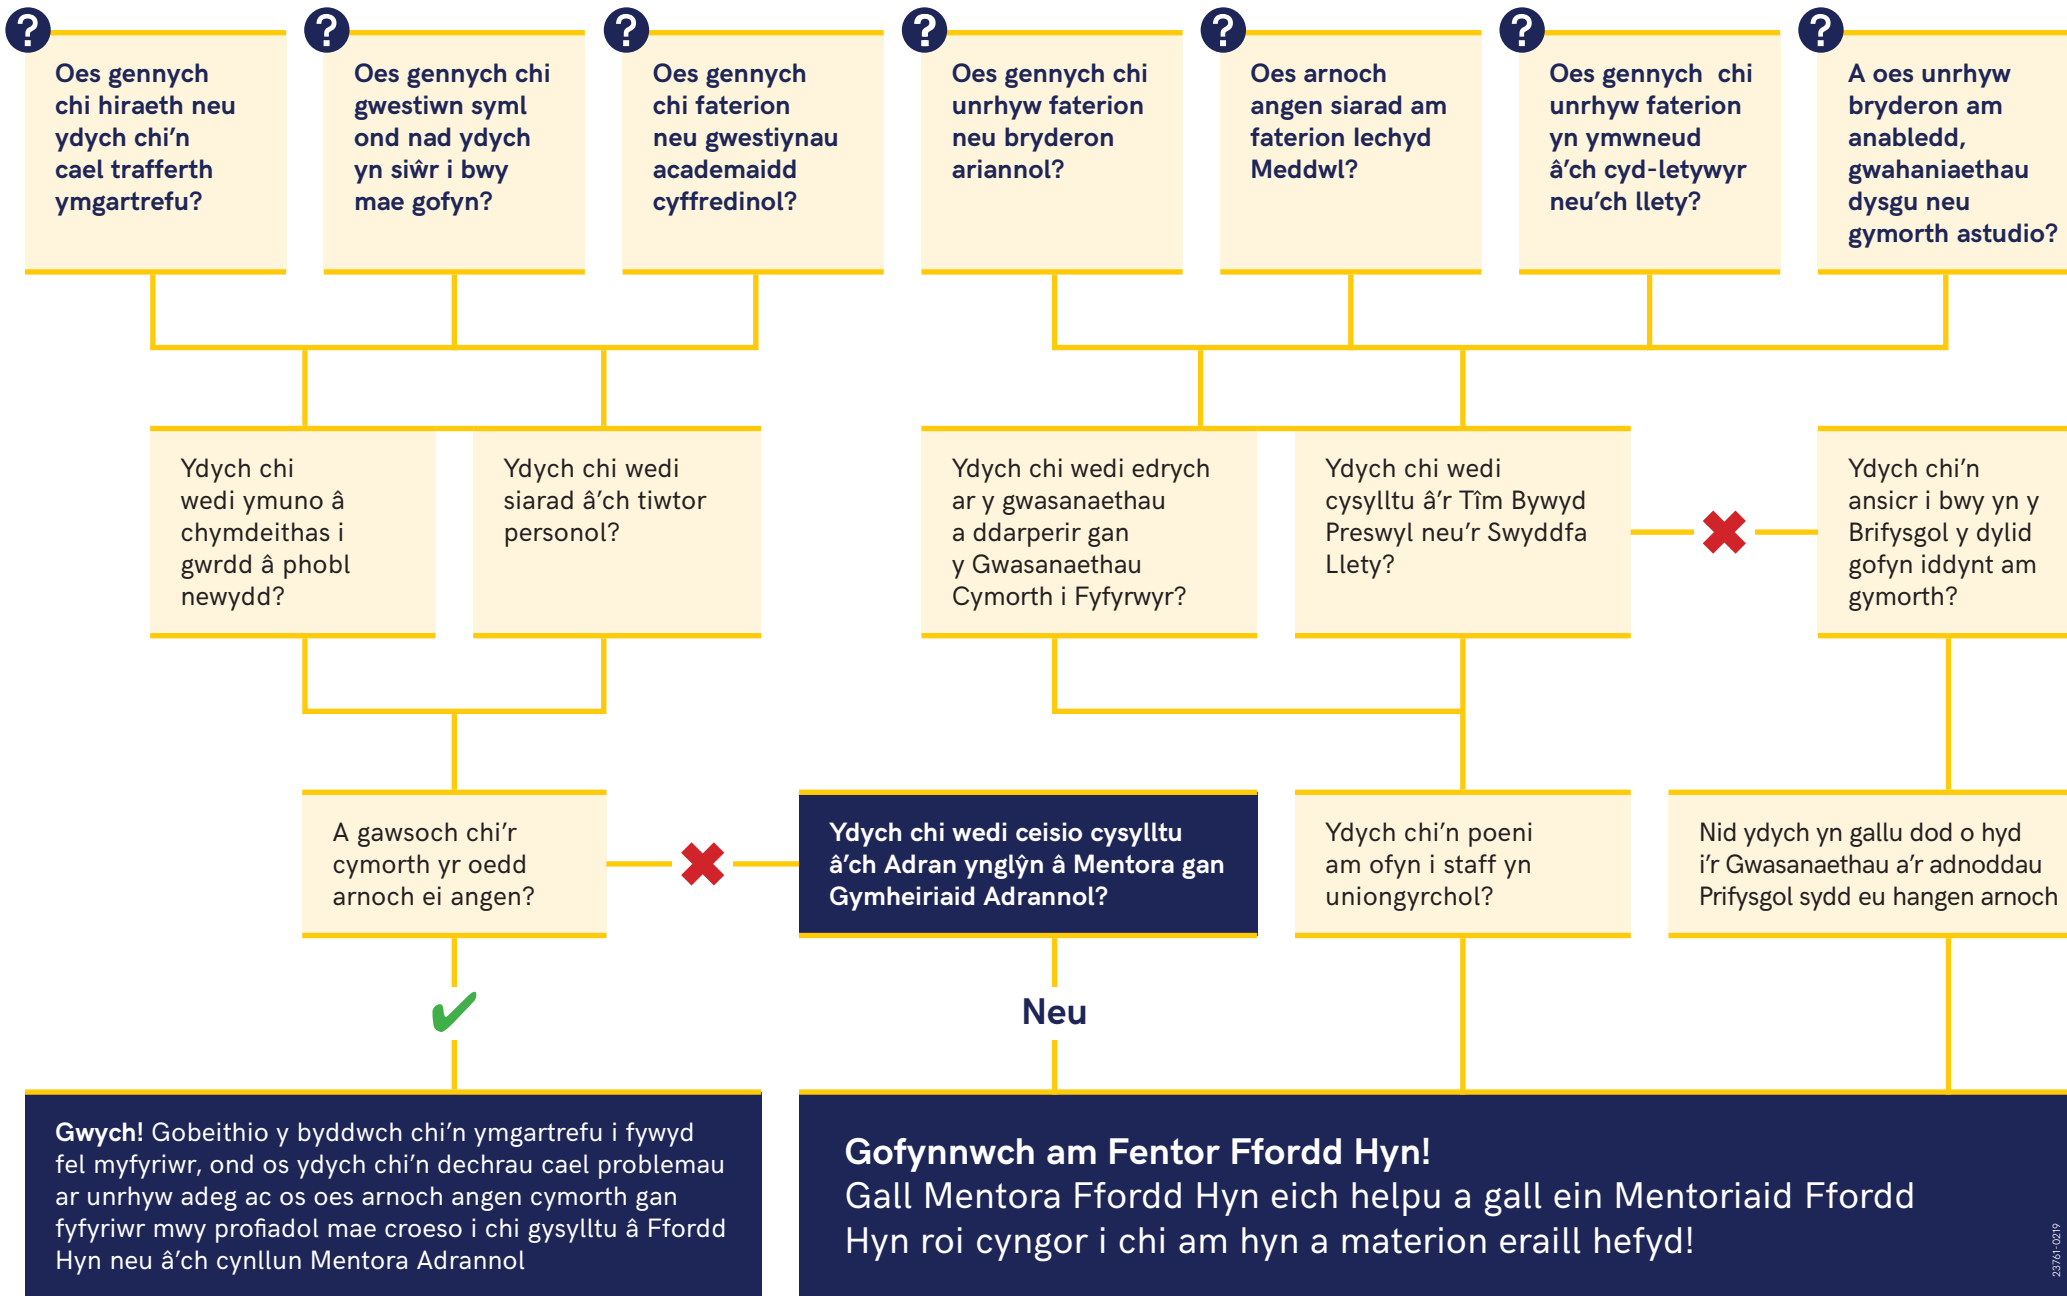 ?
Oes gennych
chi hiraeth neu
ydych chi'n
cael trafferth
ymgartrefu?
?
Oes gennych chi
gwestiwn syml
ond nad ydych
yn siŵr i bwy
mae gofyn?
?
Oes gennych
chi faterion
neu gwestiynau
academaidd
cyffredinol?
?
Oes gennych chi
unrhyw faterion
neu bryderon
ariannol?
?
Oes arnoch
angen siarad am
faterion Iechyd
Meddwl?
?
Oes gennych chi
unrhyw faterion
yn ymwneud
â'ch cyd-letywyr
neu'ch llety?
?
A oes unrhyw
bryderon am
anabledd,
gwahaniaethau
dysgu neu
gymorth astudio?
Ydych chi
wedi ymuno â
chymdeithas i
gwrdd â phobl
newydd?
Ydych chi wedi
siarad â'ch tiwtor
personol?
Ydych chi wedi edrych
ar y gwasanaethau
a ddarperir gan
y Gwasanaethau
Cymorth i Fyfyrwyr?
Ydych chi wedi
cysylltu â'r Tîm Bywyd
Preswyl neu'r Swyddfa
Llety?
Ydych chi'n
ansicr i bwy yn y
Brifysgol y dylid
gofyn iddynt am
gymorth?
A gawsoch chi'r
cymorth yr oedd
arnoch ei angen?
Ydych chi wedi ceisio cysylltu
â'ch Adran ynglŷn â Mentora gan
Gymheiriaid Adrannol?
Ydych chi'n poeni
am ofyn i staff yn
uniongyrchol?
Nid ydych yn gallu dod o hyd
i'r Gwasanaethau a'r adnoddau
Prifysgol sydd eu hangen arnoch
Neu
Gwych! Gobeithio y byddwch chi'n ymgartrefu i fywyd
fel myfyriwr, ond os ydych chi'n dechrau cael problemau
ar unrhyw adeg ac os oes arnoch angen cymorth gan
fyfyriwr mwy profiadol mae croeso i chi gysylltu â Ffordd
Hyn neu â'ch cynllun Mentora Adrannol
Gofynnwch am Fentor Ffordd Hyn!
Gall Mentora Ffordd Hyn eich helpu a gall ein Mentoriaid Ffordd
Hyn roi cyngor i chi am hyn a materion eraill hefyd!
23761-0219